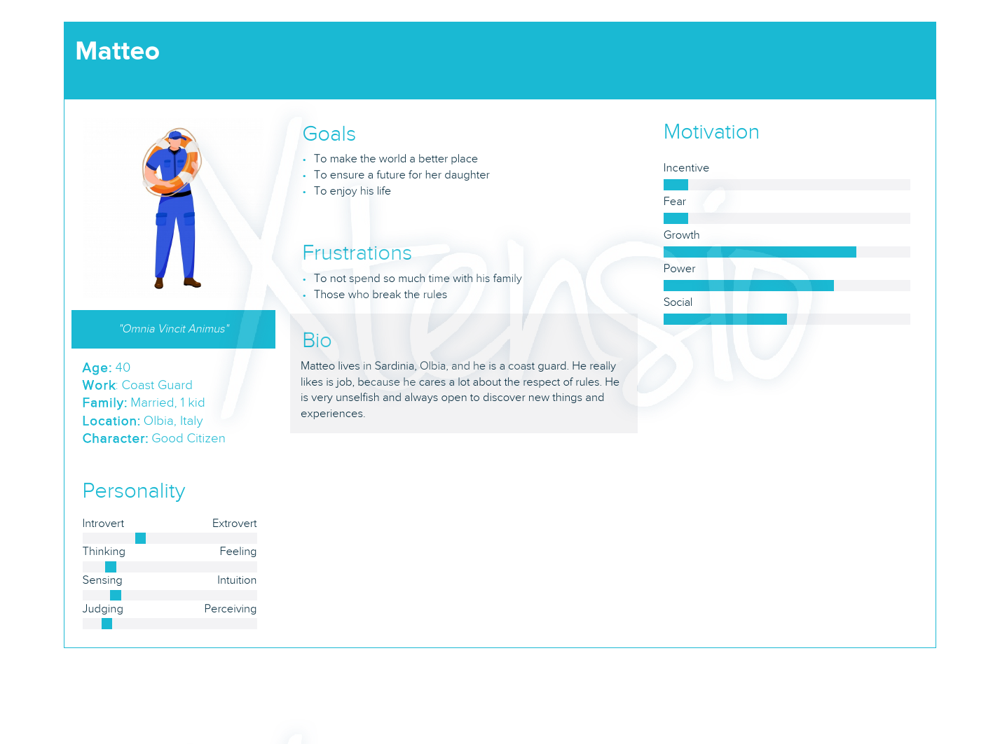 Matteo
"Omnia Vincit Animus"
Age: 40
Work: Coast Guard
Family: Married, 1 kid
Location: Olbia, Italy
Character: Good Citizen
Personality
Introvert Extrovert
Thinking Feeling
Sensing Intuition
Judging Perceiving
Goals
• To make the world a better place
• To ensure a future for her daughter
• To enjoy his life
Frustrations
• To not spend so much time with his family
• Those who break the rules
Bio
Matteo lives in Sardinia, Olbia, and he is a coast guard. He really
likes is job, because he cares a lot about the respect of rules. He
is very unselfish and always open to discover new things and
experiences.
Motivation
Incentive
Fear
Growth
Power
Social
Xtensio